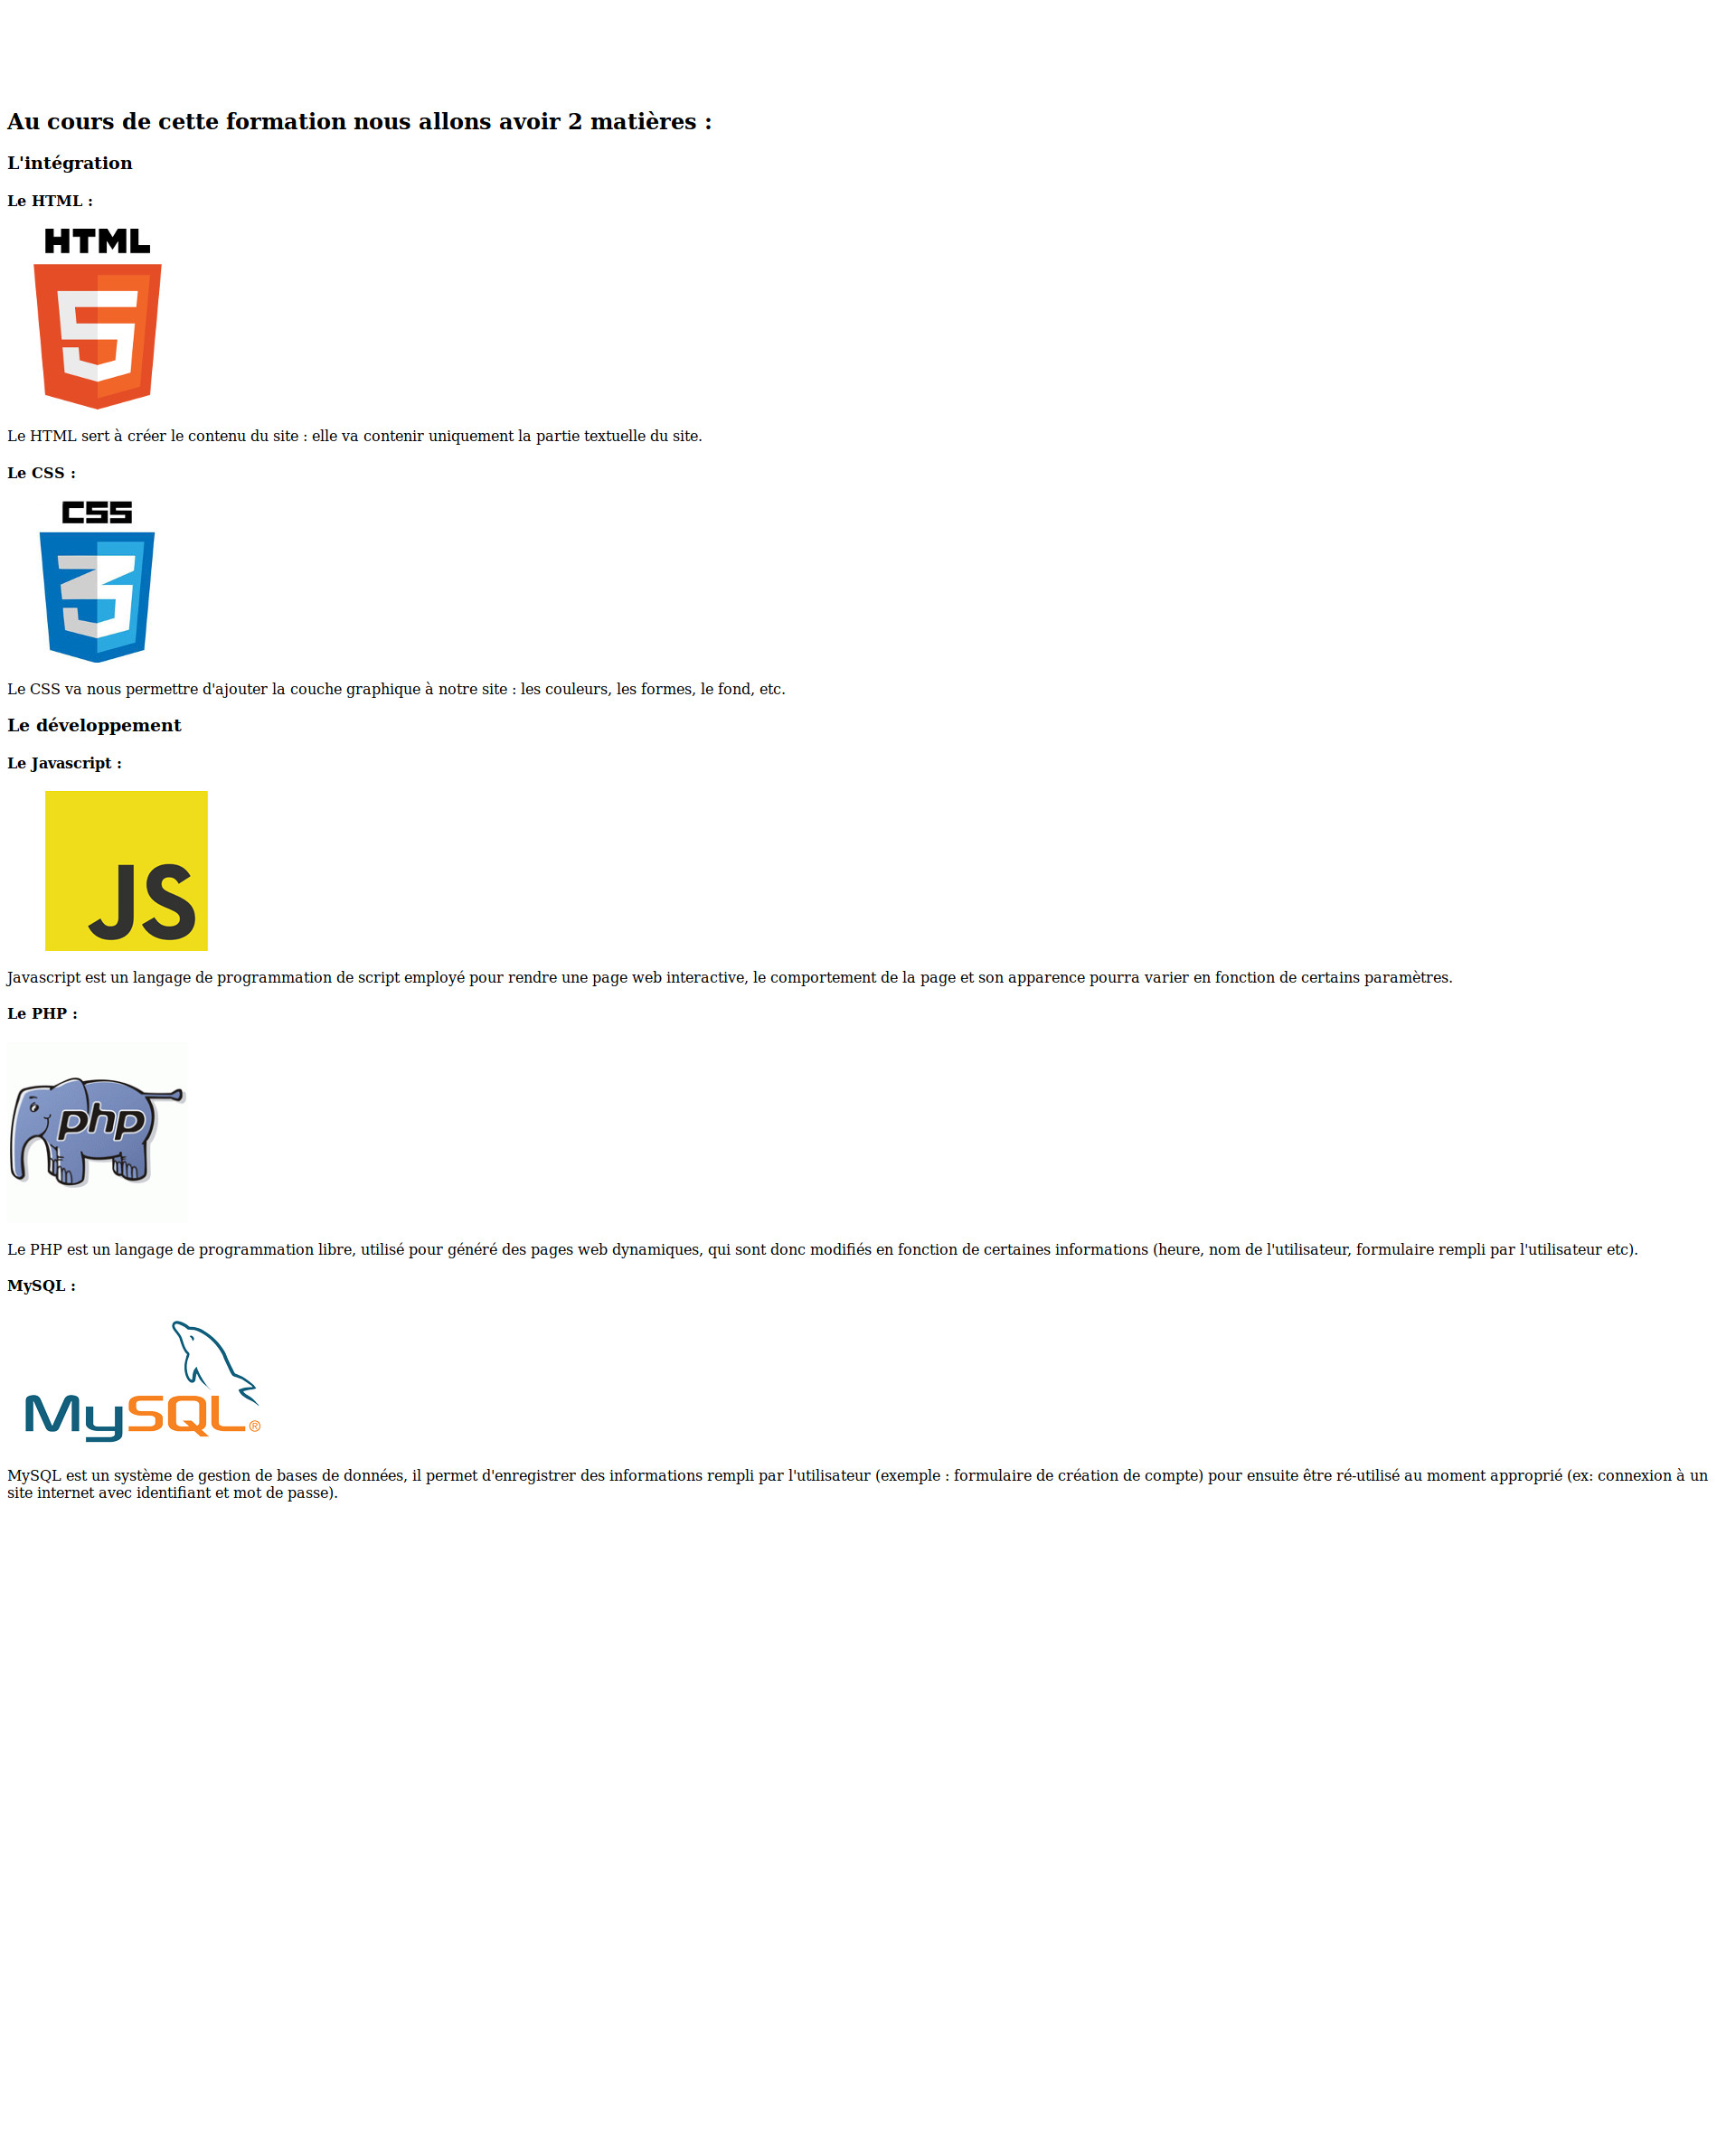 Au cours de cette formation nous allons avoir 2 matières :
L'intégration
Le HTML :
HTML
5
Le HTML sert à créer le contenu du site : elle va contenir uniquement la partie textuelle du site.
Le CSS :
CSS
3
Le CSS va nous permettre d'ajouter la couche graphique à notre site : les couleurs, les formes, le fond, etc.
Le développement
Le Javascript :
JS
Javascript est un langage de programmation de script employé pour rendre une page web interactive, le comportement de la page et son apparence pourra varier en fonction de certains paramètres.
Le PHP :
php
Le PHP est un langage de programmation libre, utilisé pour généré des pages web dynamiques, qui sont donc modifiés en fonction de certaines informations (heure, nom de l'utilisateur, formulaire rempli par l'utilisateur etc).
MySQL :
MySQL®
MySQL est un système de gestion de bases de données, il permet d'enregistrer des informations rempli par l'utilisateur (exemple : formulaire de création de compte) pour ensuite être ré-utilisé au moment approprié (ex: connexion à un
site internet avec identifiant et mot de passe).